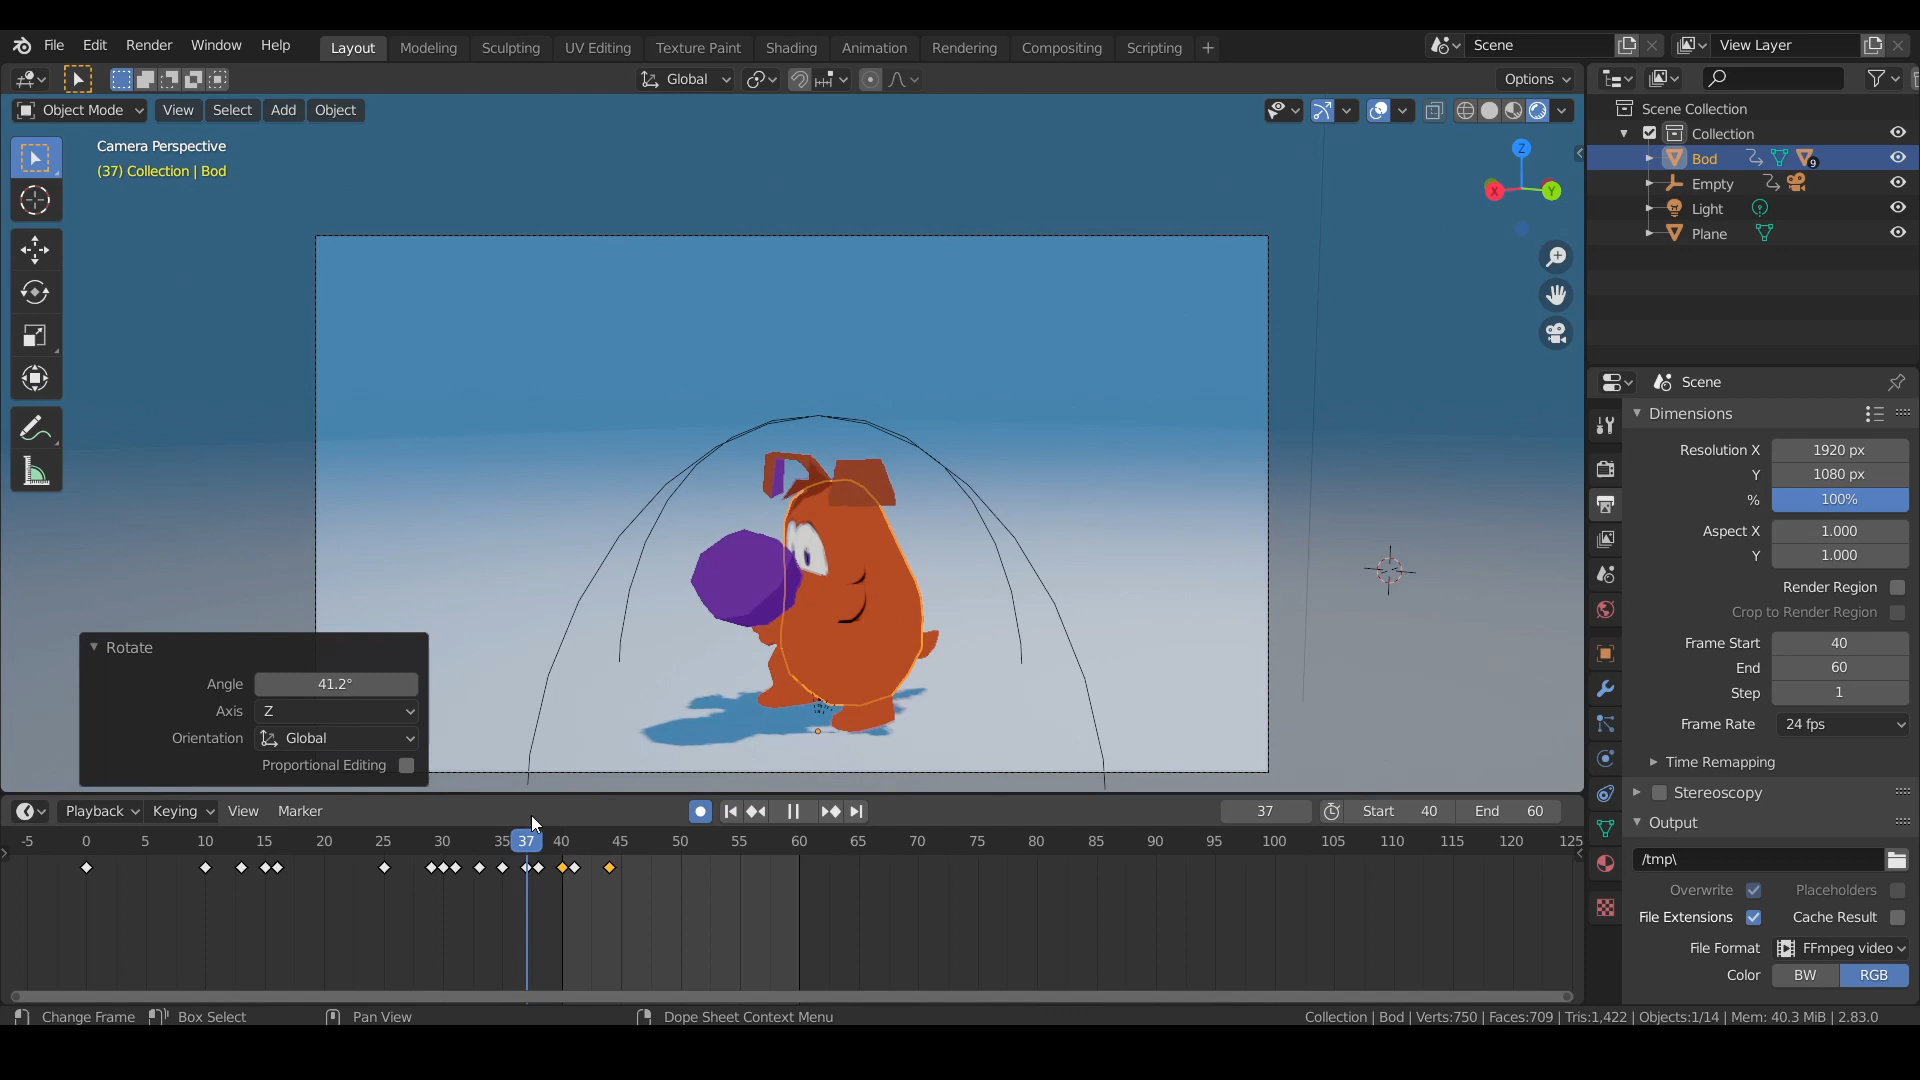 File Edit Render Window Help Layout Modeling Sculpting UV Editing Texture Paint Shading Animation Rendering Compositing Scripting + Scene View Layer
Global Options
Object Mode View Select Add Object
Camera Perspective
(37) Collection | Bod
Z
X Y
Scene Collection
Collection
Bod 9
Empty
Light
Plane
Scene
Dimensions
Resolution X 1920 px
Y 1080 px
% 100%
Aspect X 1.000
Y 1.000
Render Region
Crop to Render Region
Frame Start 40
End 60
Step 1
Frame Rate 24 fps
Time Remapping
Stereoscopy
Output
/tmp\
Overwrite Placeholders
File Extensions Cache Result
File Format FFmpeg video
Color BW RGB
Rotate
Angle 41.2°
Axis Z
Orientation Global
Proportional Editing
Playback Keying View Marker 37 Start 40 End 60
-5 0 5 10 15 20 25 30 35 37 40 45 50 55 60 65 70 75 80 85 90 95 100 105 110 115 120 125
Change Frame Box Select Pan View Dope Sheet Context Menu Collection | Bod | Verts:750 | Faces:709 | Tris:1,422 | Objects:1/14 | Mem: 40.3 MiB | 2.83.0